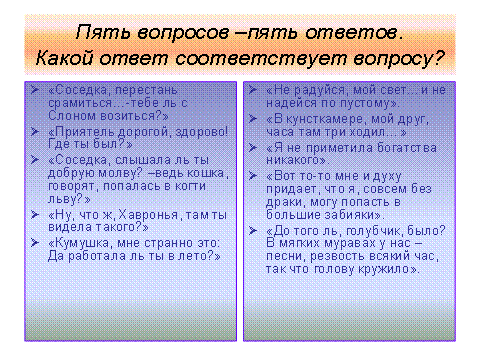 Пять вопросов –пять ответов.
Какой ответ соответствует вопросу?
«Соседка, перестань
срамиться…-тебе ль с
Слоном возиться?»
«Приятель дорогой, здорово!
Где ты был?»
«Соседка, слышала ль ты
добрую молву? –ведь кошка,
говорят, попалась в когти
льву?»
«Ну, что ж, Хавронья, там ты
видела такого?»
«Кумушка, мне странно это:
Да работала ль ты в лето?»
«Не радуйся, мой свет… и не
надейся по пустому».
«В кунсткамере, мой друг,
часа там три ходил…»
«Я не приметила богатства
никакого».
«Вот то-то мне и духу
придает, что я, совсем без
драки, могу попасть в
большие забияки».
«До того ль, голубчик, было?
В мягких муравах у нас –
песни, резвость всякий час,
так что голову кружило».